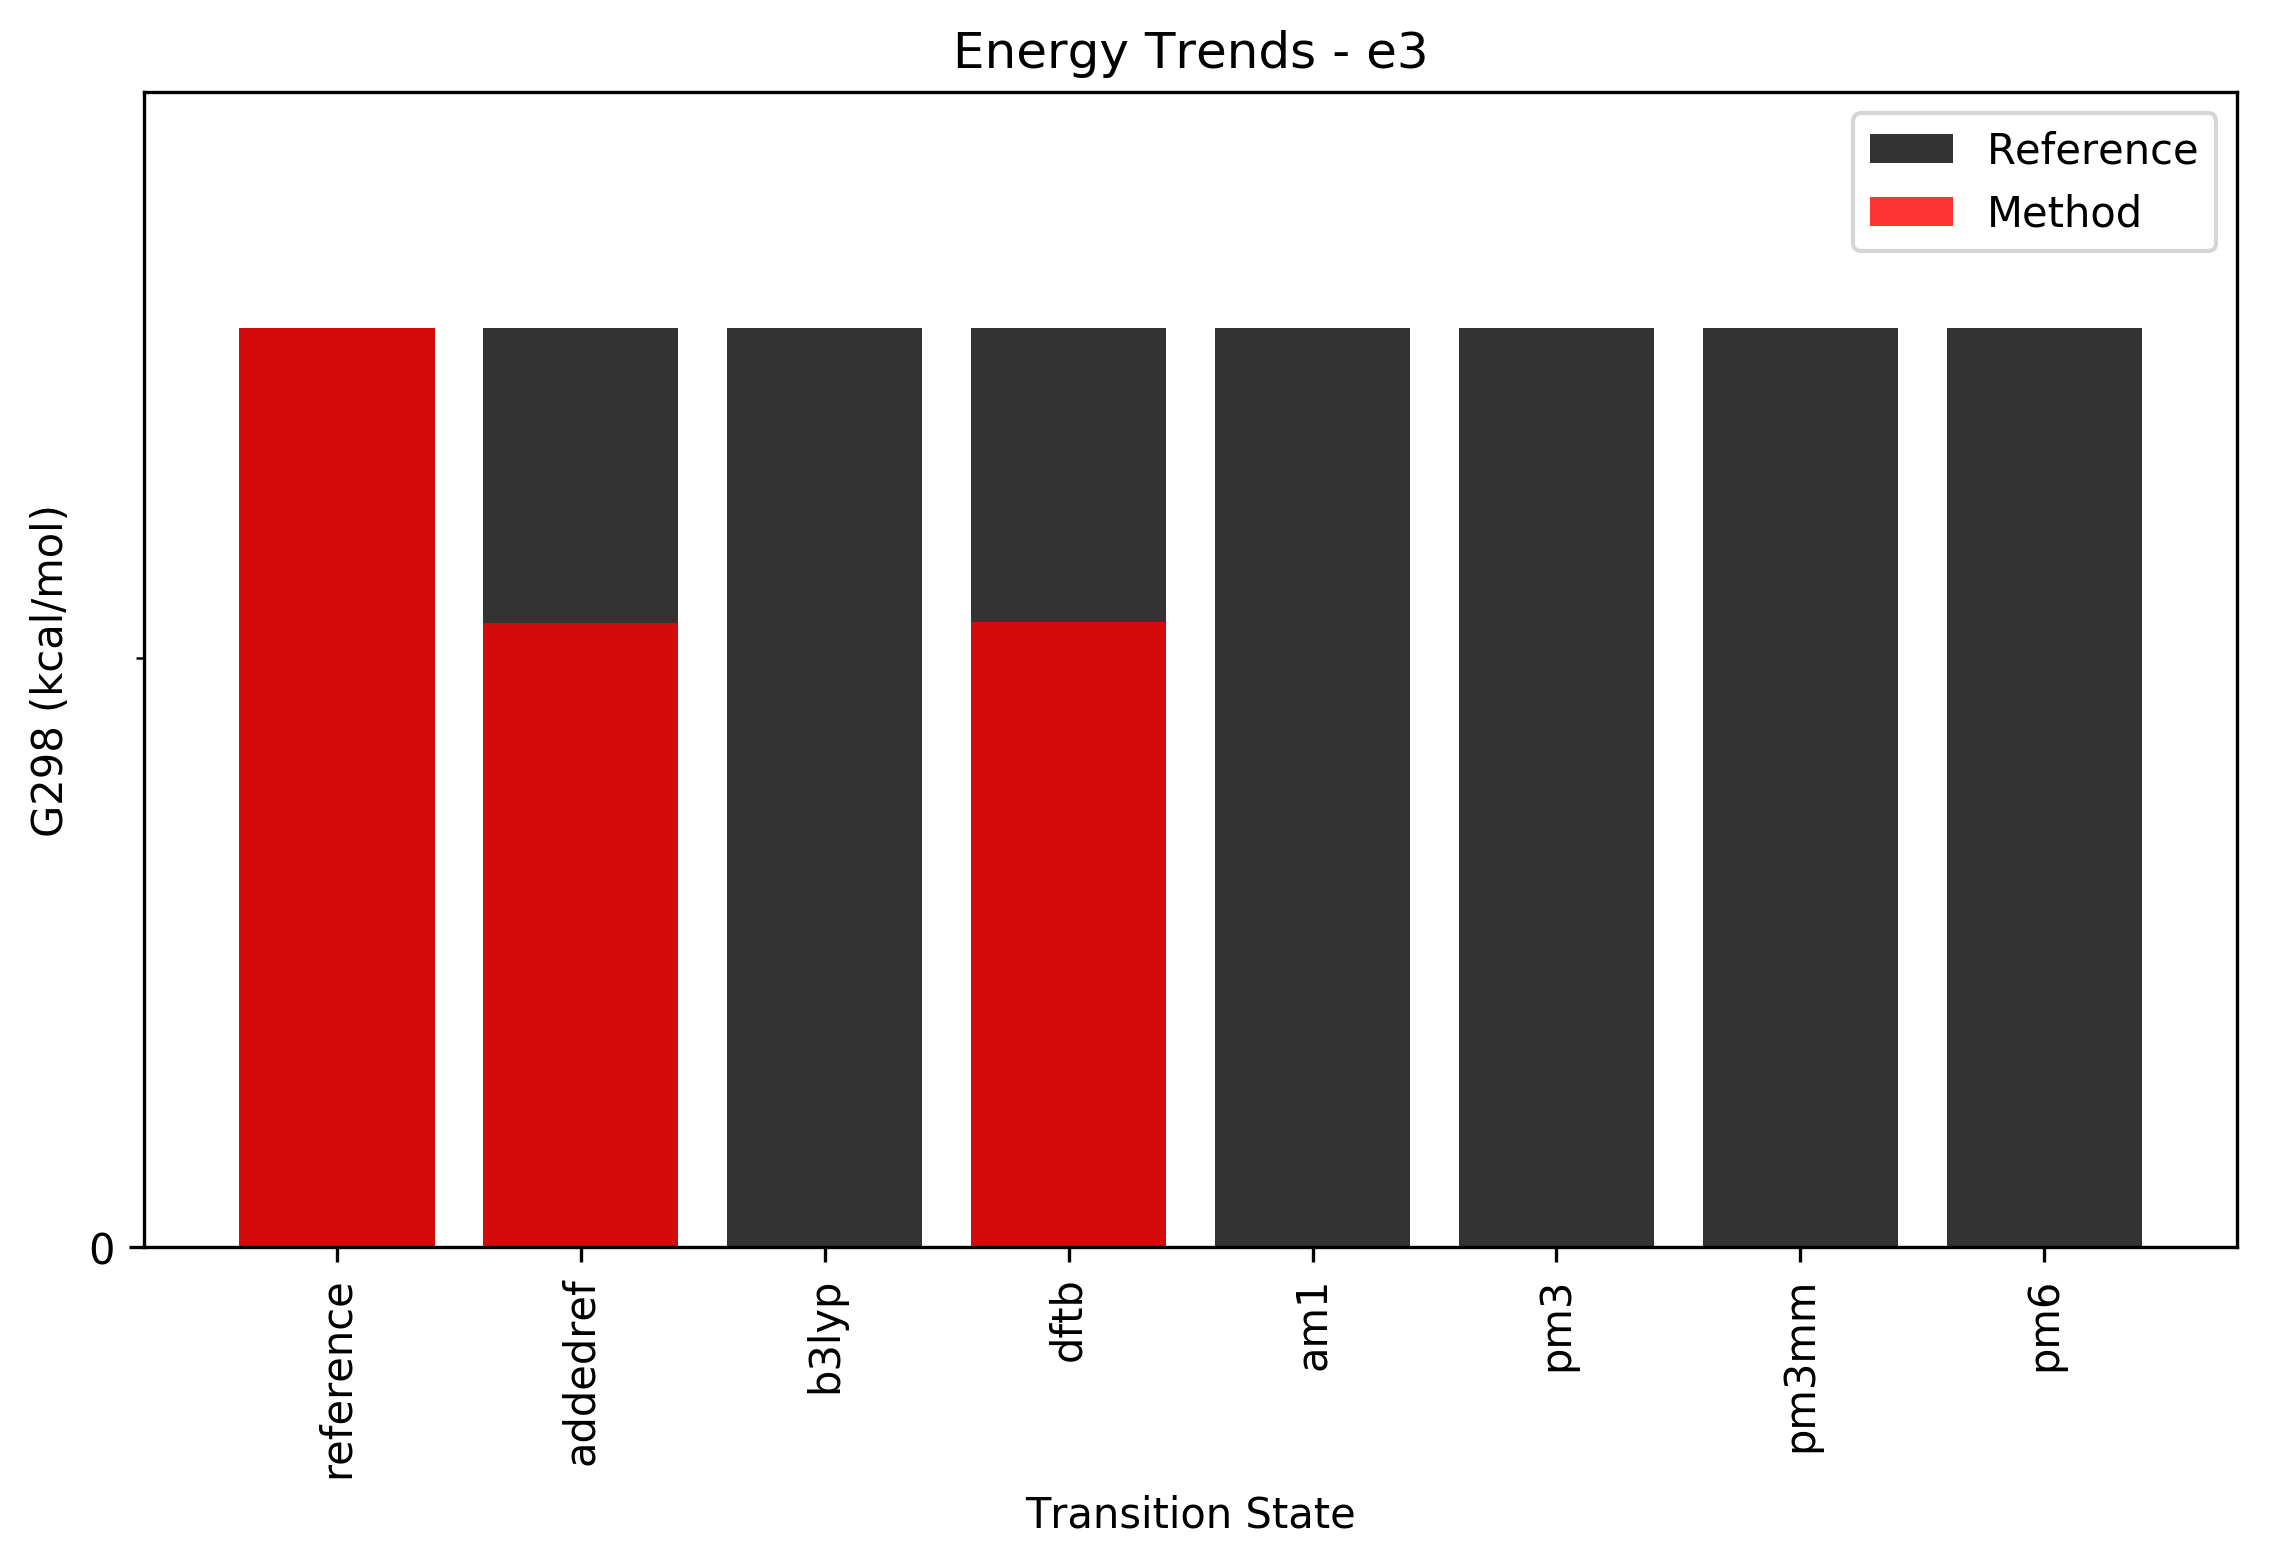 Energy Trends - e3
Reference
Method
G298 (kcal/mol)
0
reference
addedref
b3lyp
dftb
am1
pm3
pm3mm
pm6
Transition State